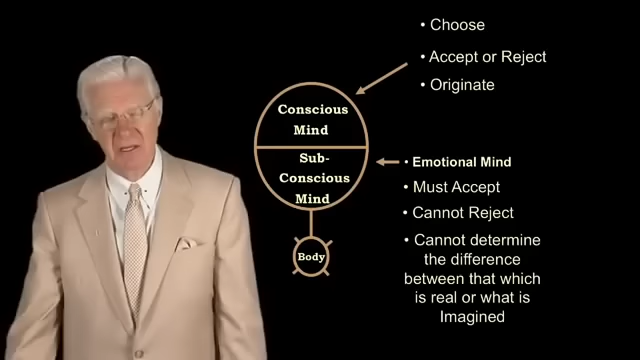 • Choose
• Accept or Reject
• Originate
Conscious
Mind
Sub-
Conscious
Mind
Body
• Emotional Mind
• Must Accept
• Cannot Reject
• Cannot determine
the difference
between that which
is real or what is
Imagined